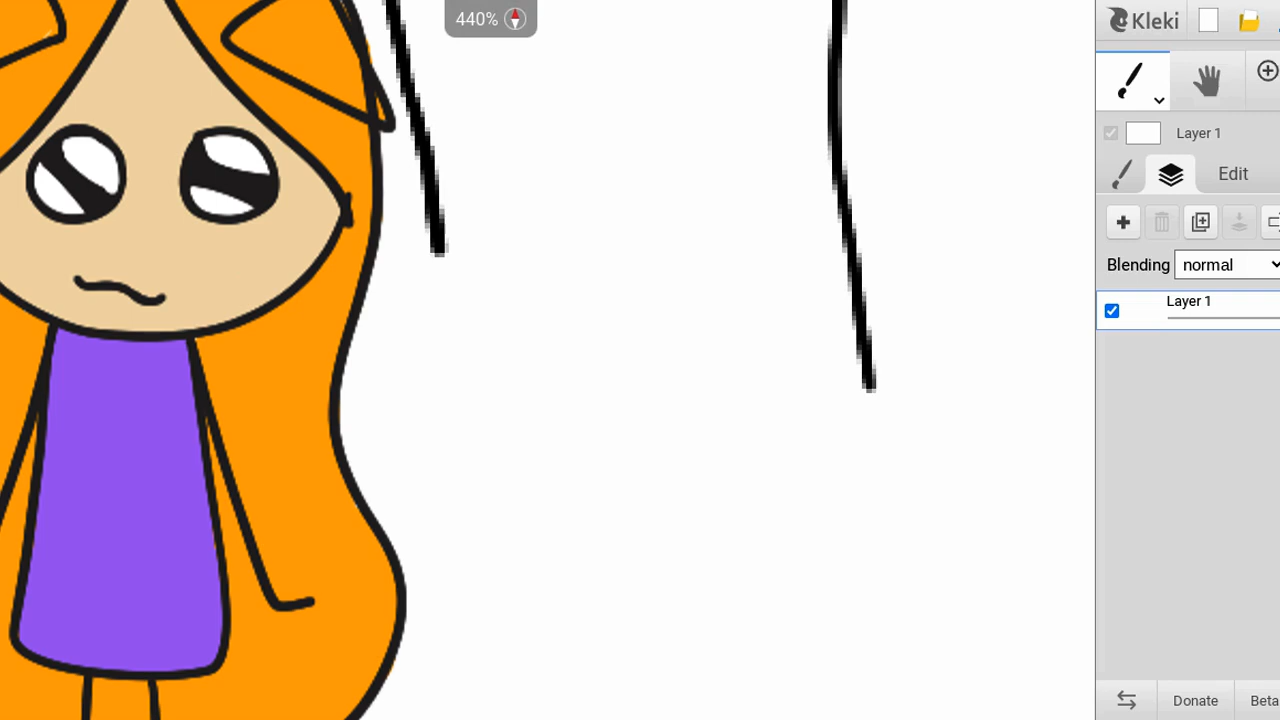 440%
Kleki
Layer 1
Edit
Blending normal
Layer 1
Donate
Beta